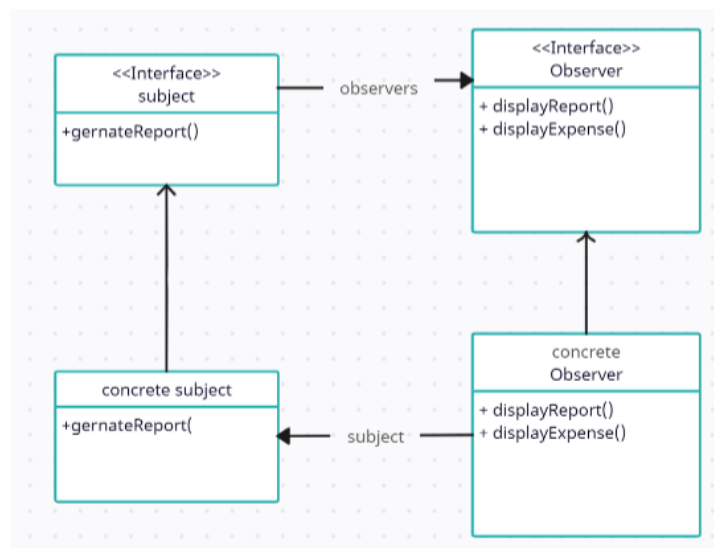 <<Interface>>
subject
+gernateReport()
observers
<<Interface>>
Observer
+ displayReport()
+ displayExpense()
concrete subject
+gernateReport(
subject
concrete
Observer
+ displayReport()
+ displayExpense()